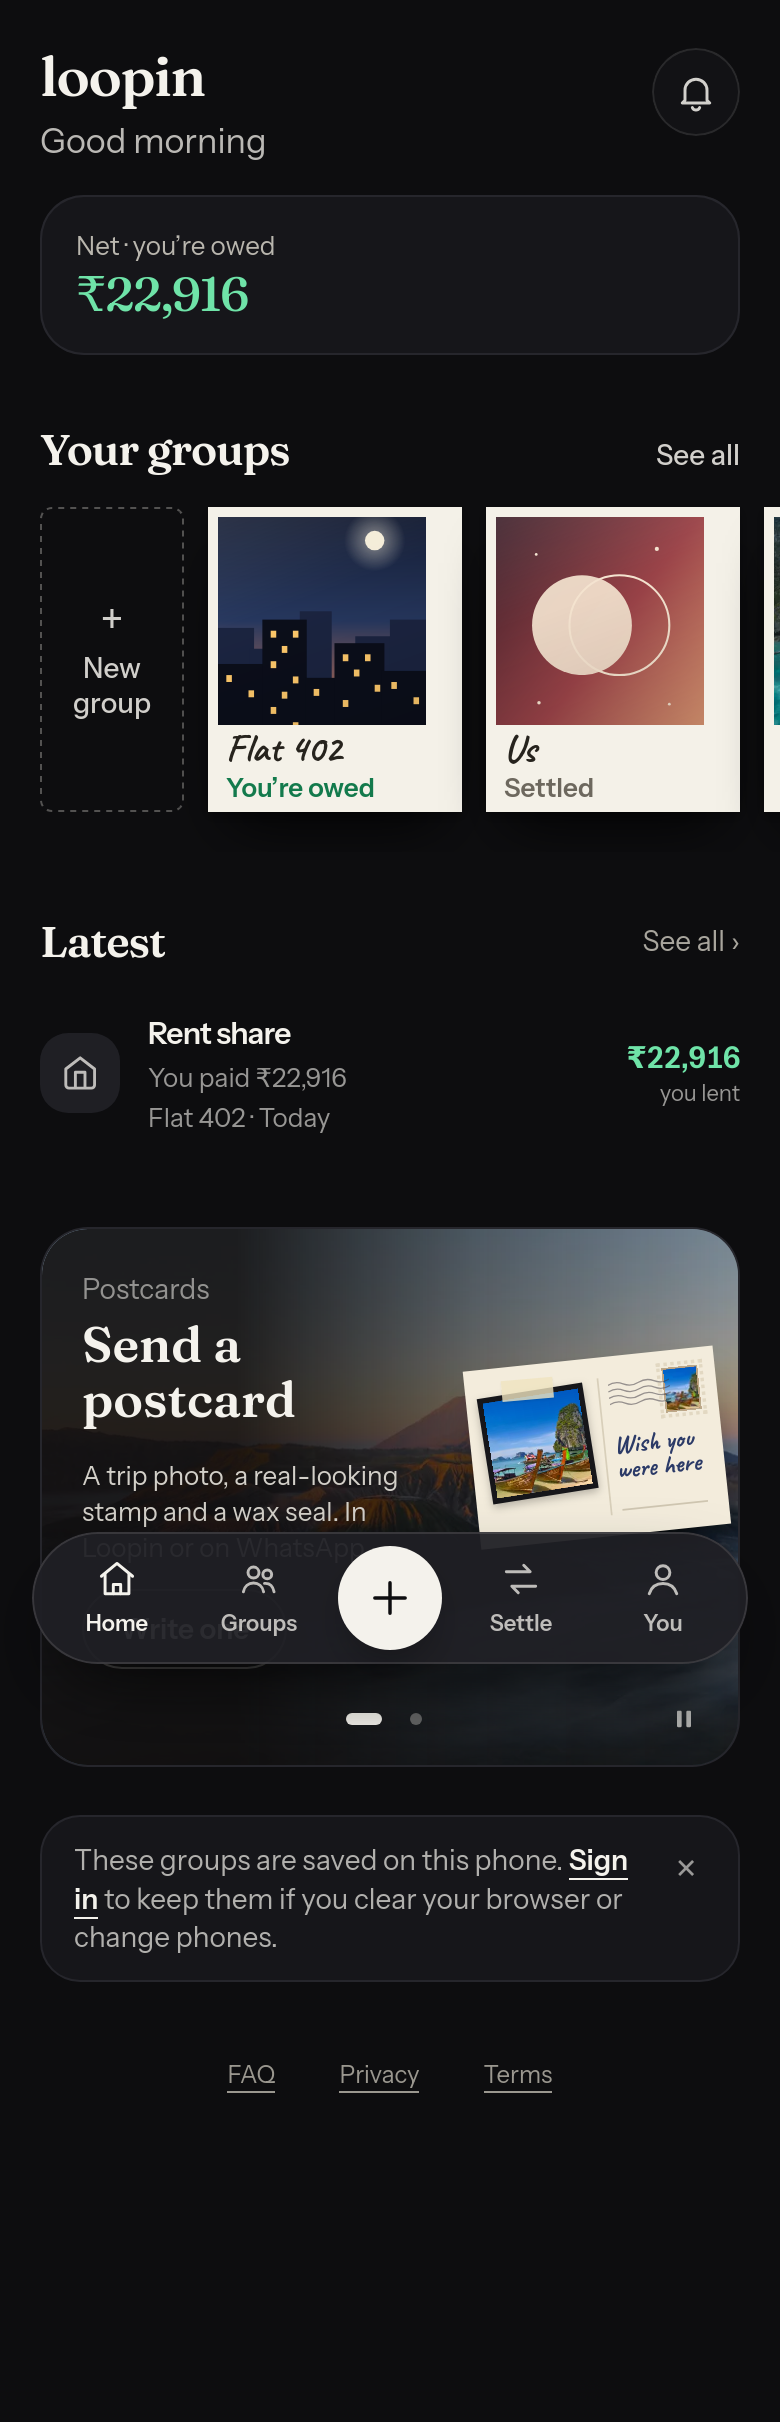 loopin
Good morning
Net · you’re owed
₹22,916
Your groups
See all
+
New
group
Flat 402
You’re owed
Us
Settled
Latest
See all ›
Rent share
You paid ₹22,916
Flat 402 · Today
₹22,916
you lent
Postcards
Send a
postcard
A trip photo, a real-looking
stamp and a wax seal. In
Loopin or on WhatsApp.
Wish you
were here
Write one
Home
Groups
Settle
You
These groups are saved on this phone. Sign
in to keep them if you clear your browser or
change phones.
FAQ
Privacy
Terms